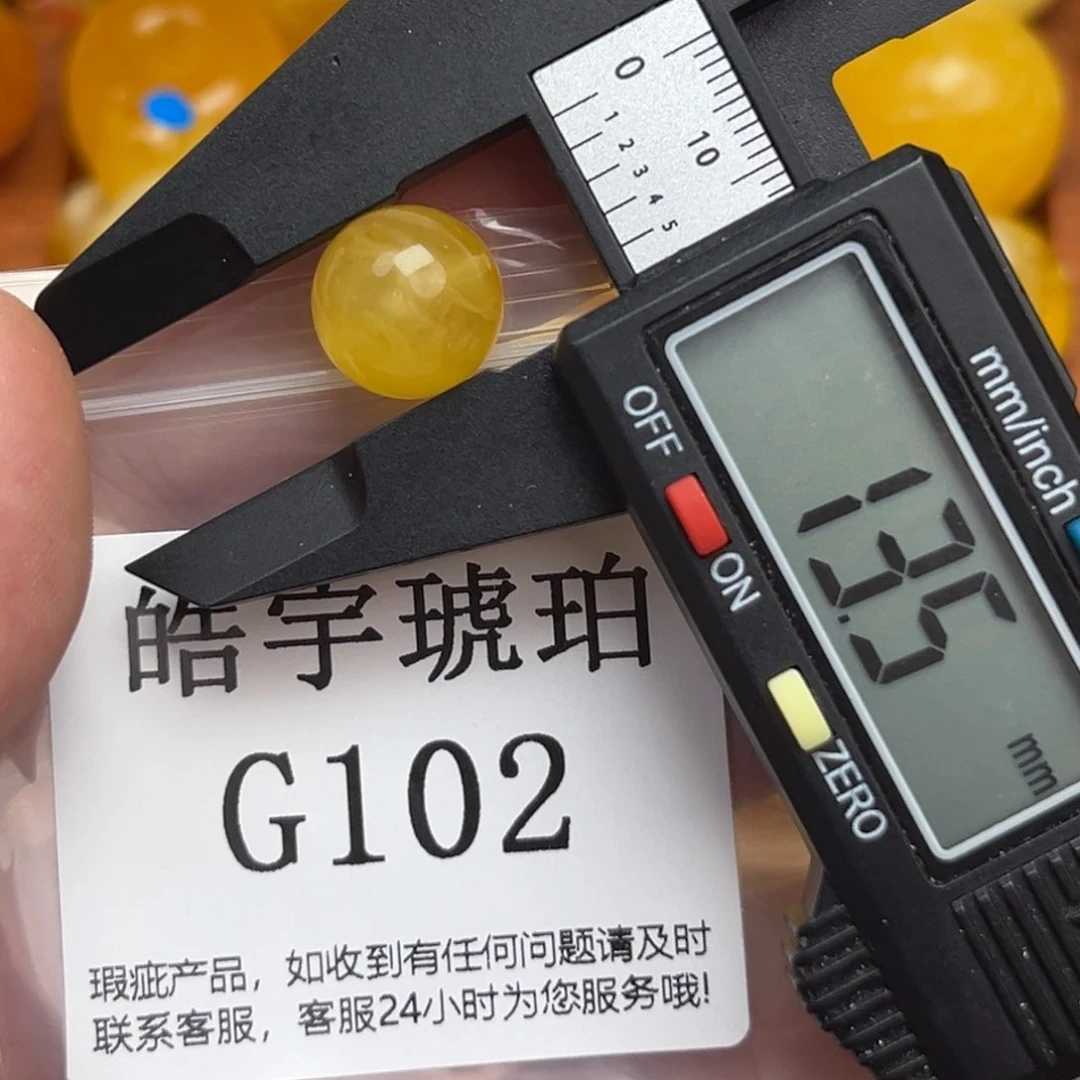 0
1 2 3 4 5
10
mm/inch
OFF
ON
ZERO
13.5
mm
皓宇琥珀
G102
瑕疵产品，如收到有任何问题请及时
联系客服，客服24小时为您服务哦!